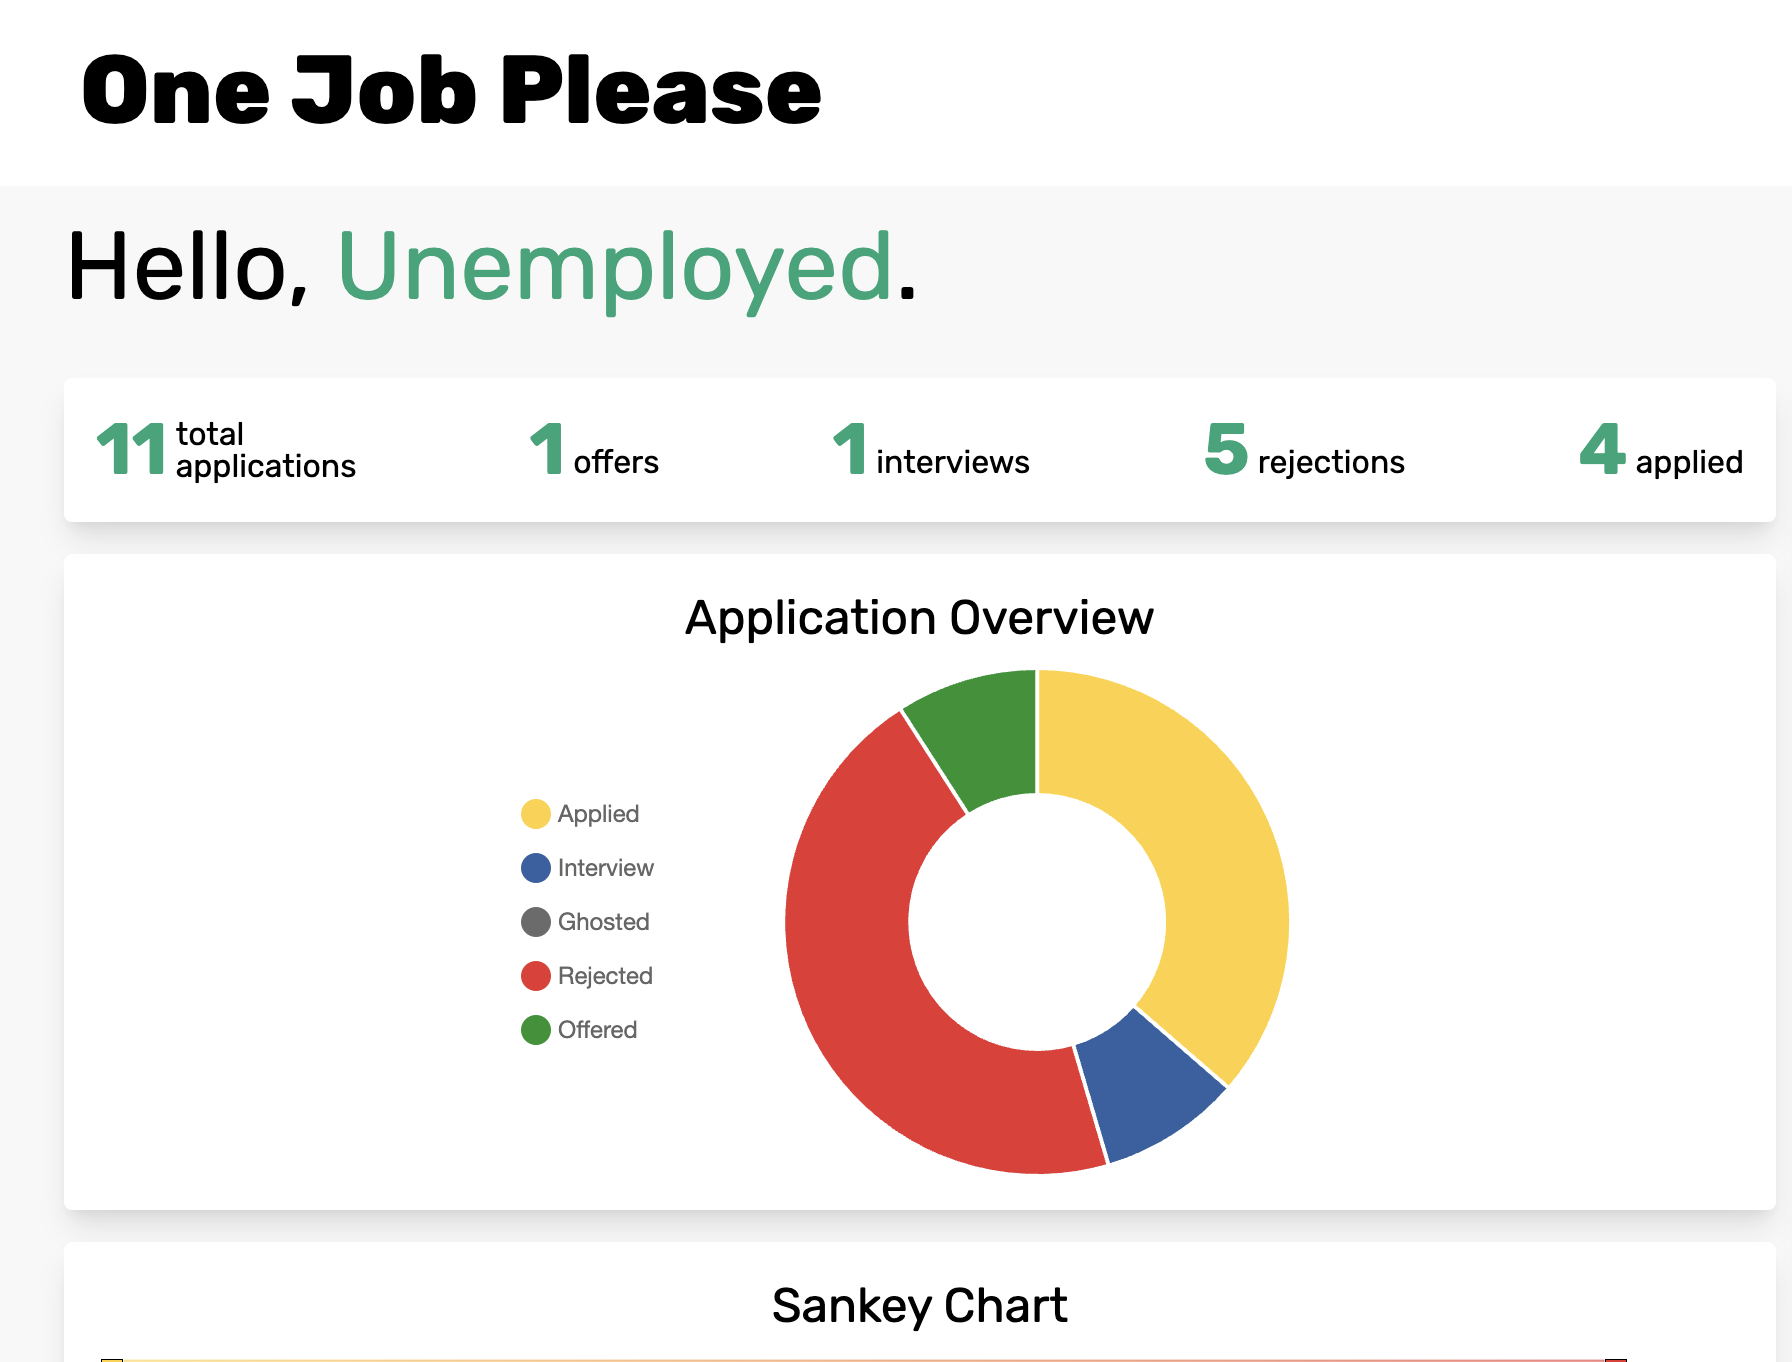 One Job Please
Hello, Unemployed.
11 total applications
1 offers
1 interviews
5 rejections
4 applied
Application Overview
Applied
Interview
Ghosted
Rejected
Offered
Sankey Chart